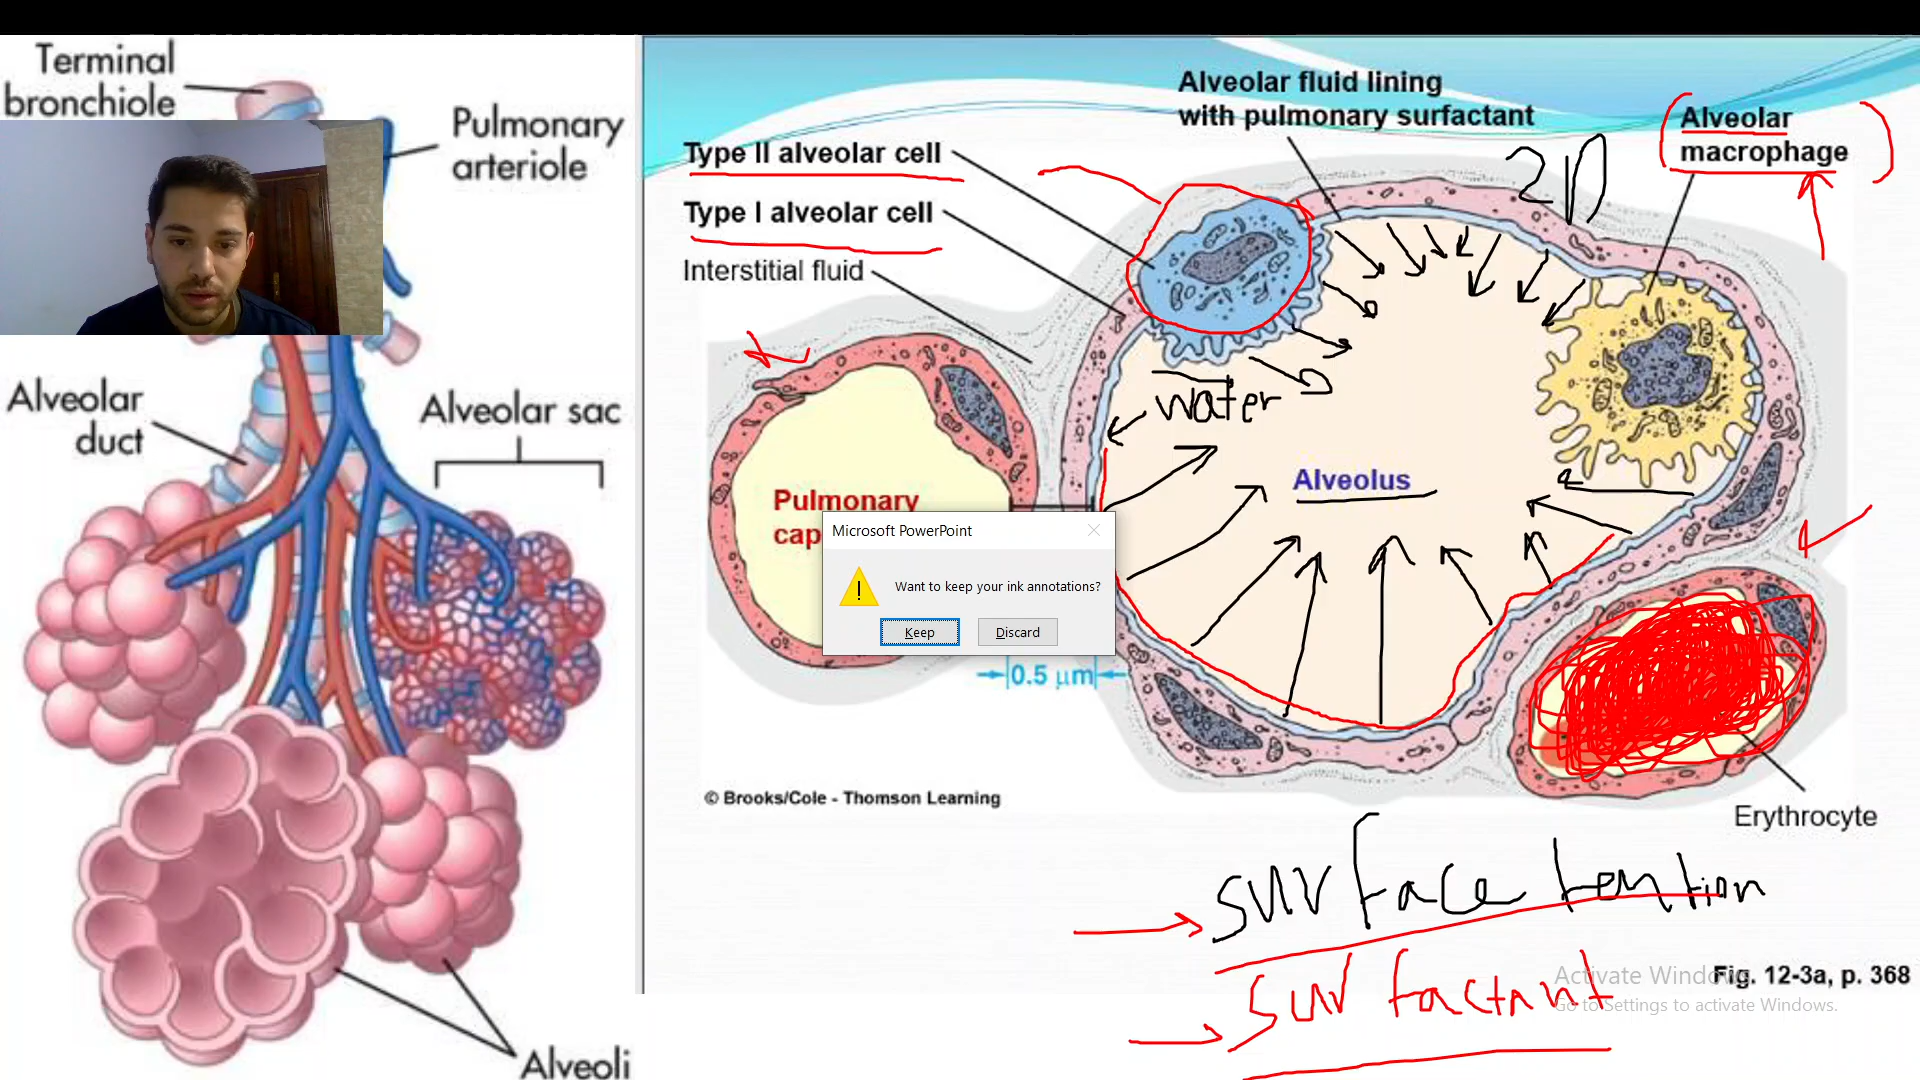 Terminal
bronchiole
Pulmonary
arteriole
Alveolar
duct
Alveolar sac
Alveoli
Alveolar fluid lining
with pulmonary surfactant
Alveolar
macrophage
Type II alveolar cell
Type I alveolar cell
Interstitial fluid
water
Alveolus
Pulmonary
cap
Microsoft PowerPoint
Want to keep your ink annotations?
Keep
Discard
0.5 µm
© Brooks/Cole - Thomson Learning
Erythrocyte
surface tention
surfactant
Activate Windows
Fig. 12-3a, p. 368
Go to Settings to activate Windows.